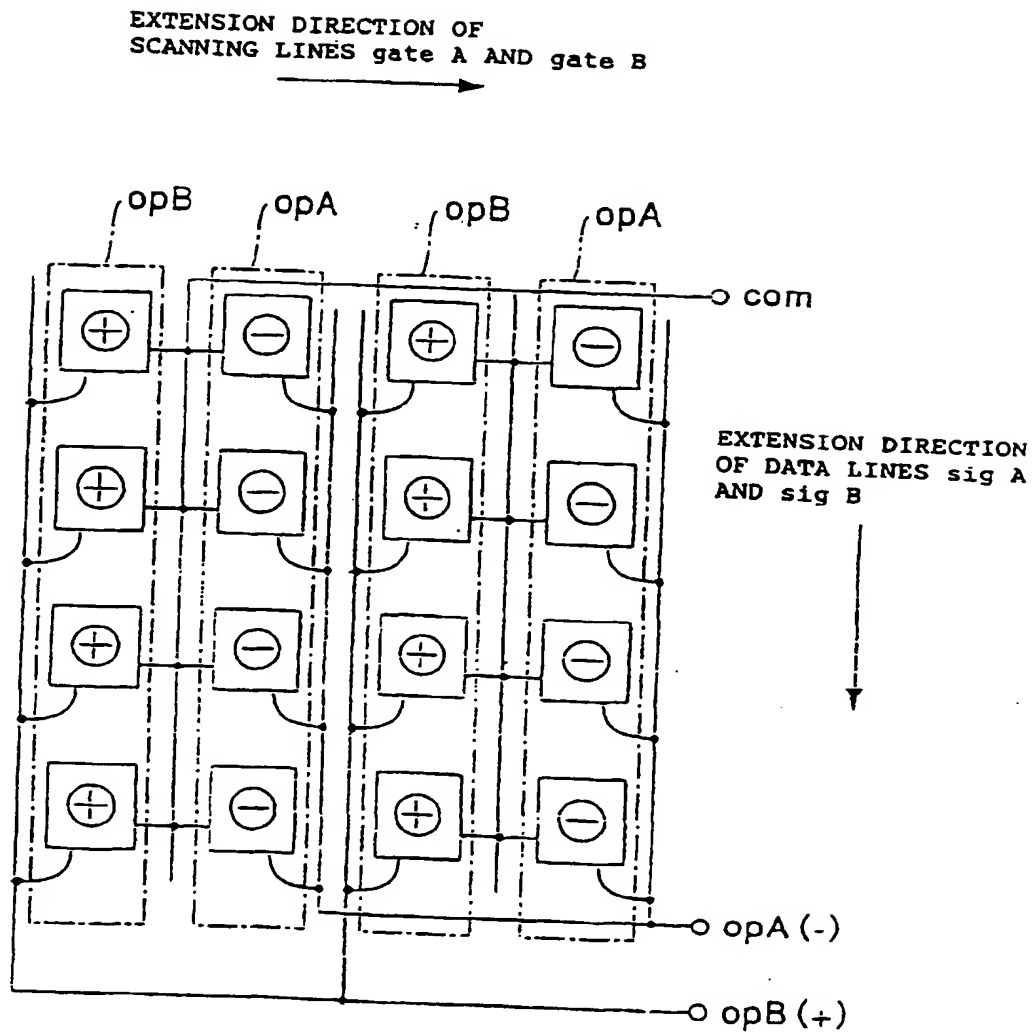 EXTENSION DIRECTION OF
SCANNING LINES gate A AND gate B
opB
opA
opB
opA
com
+
−
+
−
EXTENSION DIRECTION
OF DATA LINES sig A
AND sig B
+
−
+
−
+
−
+
−
+
−
+
−
opA (-)
opB (+)